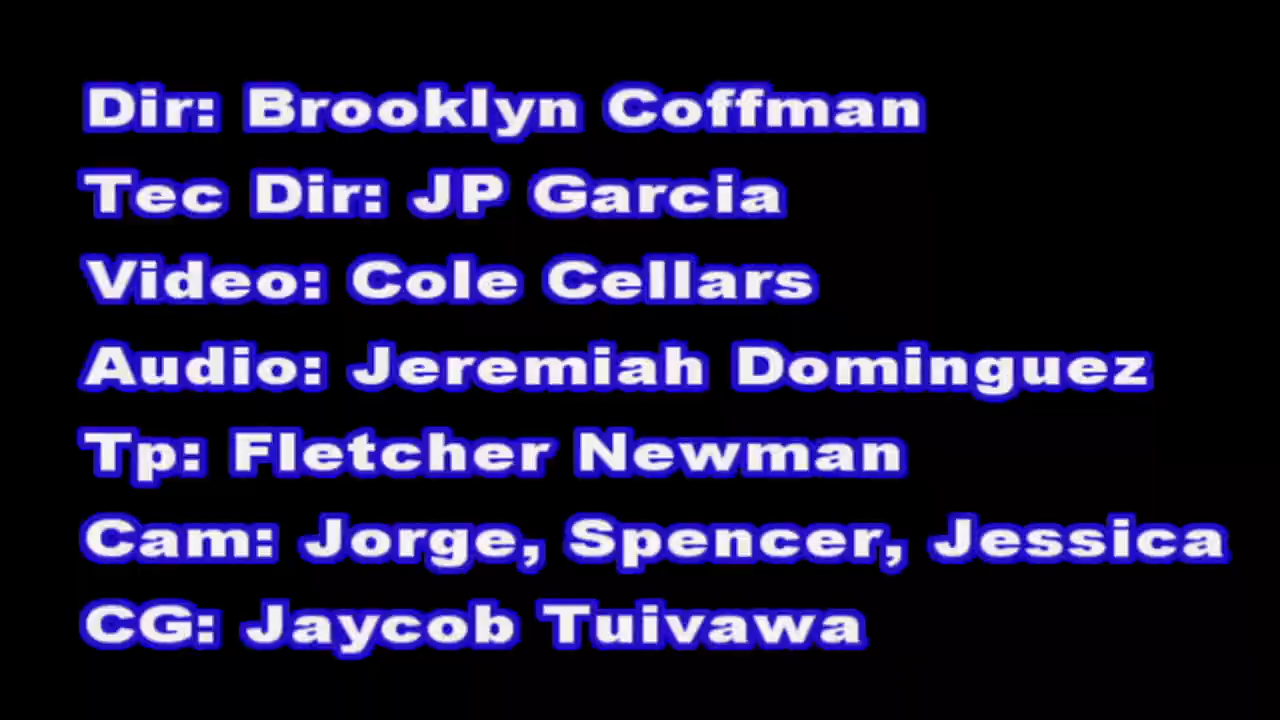 Dir: Brooklyn Coffman
Tec Dir: JP Garcia
Video: Cole Cellars
Audio: Jeremiah Dominguez
Tp: Fletcher Newman
Cam: Jorge, Spencer, Jessica
CG: Jaycob Tuivawa